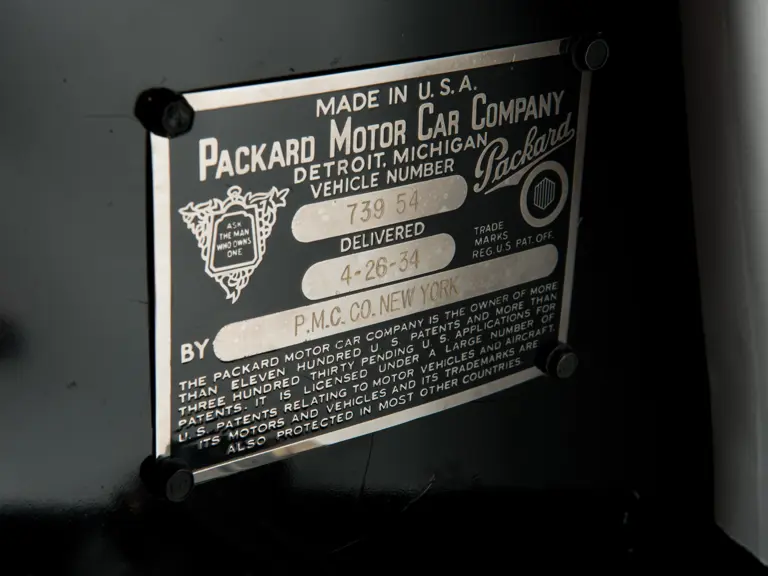 MADE IN U.S.A.
PACKARD MOTOR CAR COMPANY
DETROIT, MICHIGAN
Packard
VEHICLE NUMBER
739 54
ASK
THE MAN
WHO OWNS
ONE
DELIVERED
4-26-34
TRADE
MARKS
REG. U.S. PAT. OFF.
BY P.M.C. CO. NEW YORK
THE PACKARD MOTOR CAR COMPANY IS THE OWNER OF MORE
THAN ELEVEN HUNDRED U.S PATENTS AND MORE THAN
THREE HUNDRED THIRTY PENDING U.S. APPLICATIONS FOR
PATENTS. IT IS LICENSED UNDER A LARGE NUMBER OF
U.S. PATENTS RELATING TO MOTOR VEHICLES AND AIRCRAFT.
ITS MOTORS AND VEHICLES AND ITS TRADEMARKS ARE
ALSO PROTECTED IN MOST OTHER COUNTRIES.